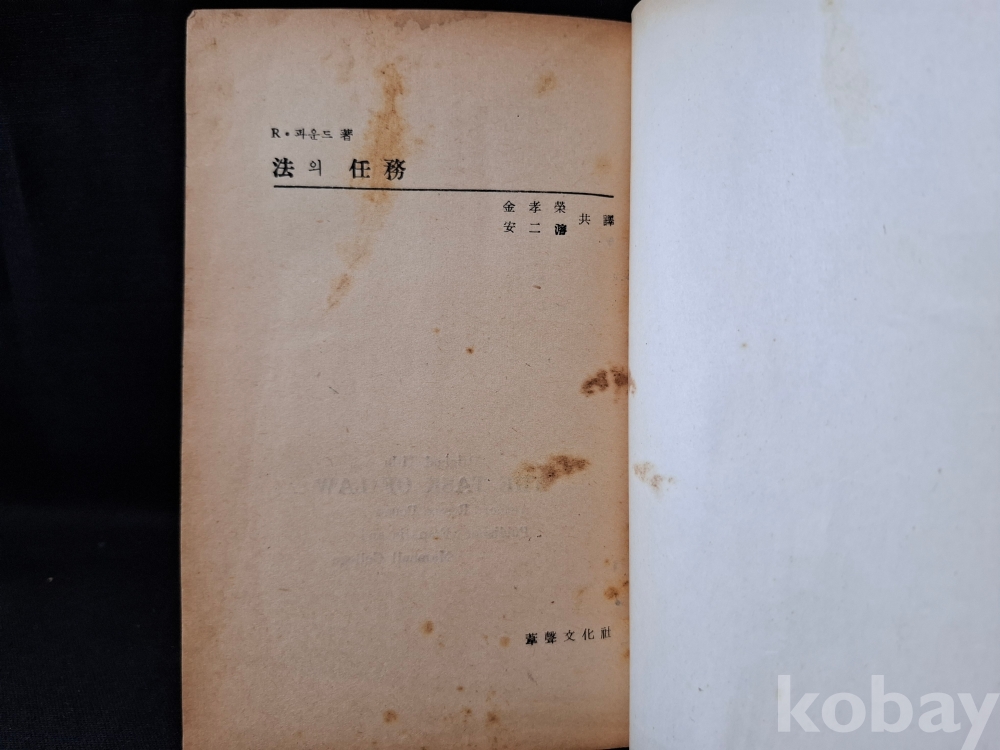 R · 파운드 著
法의 任務
金孝榮
安二濬 共譯
葦聲文化社
kobay